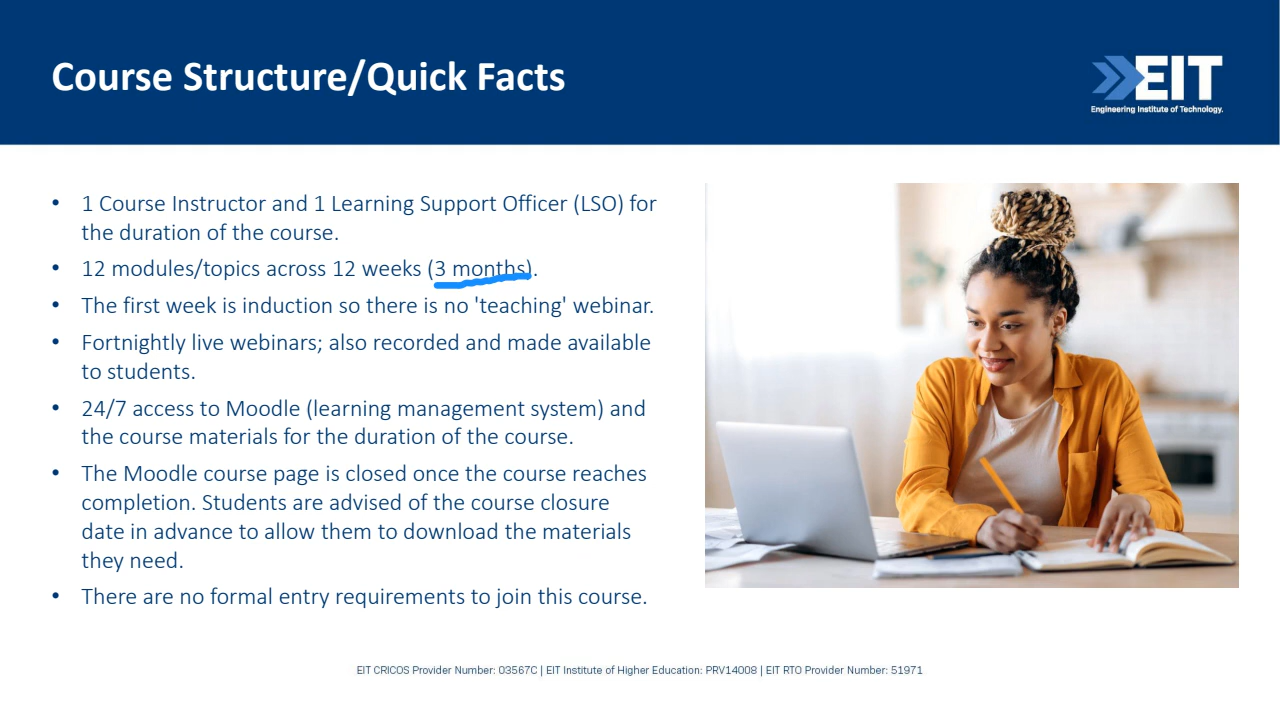 Course Structure/Quick Facts
EIT
Engineering Institute of Technology.
• 1 Course Instructor and 1 Learning Support Officer (LSO) for
the duration of the course.
• 12 modules/topics across 12 weeks (3 months).
• The first week is induction so there is no 'teaching' webinar.
• Fortnightly live webinars; also recorded and made available
to students.
• 24/7 access to Moodle (learning management system) and
the course materials for the duration of the course.
• The Moodle course page is closed once the course reaches
completion. Students are advised of the course closure
date in advance to allow them to download the materials
they need.
• There are no formal entry requirements to join this course.
EIT CRICOS Provider Number: 03567C | EIT Institute of Higher Education: PRV14008 | EIT RTO Provider Number: 51971